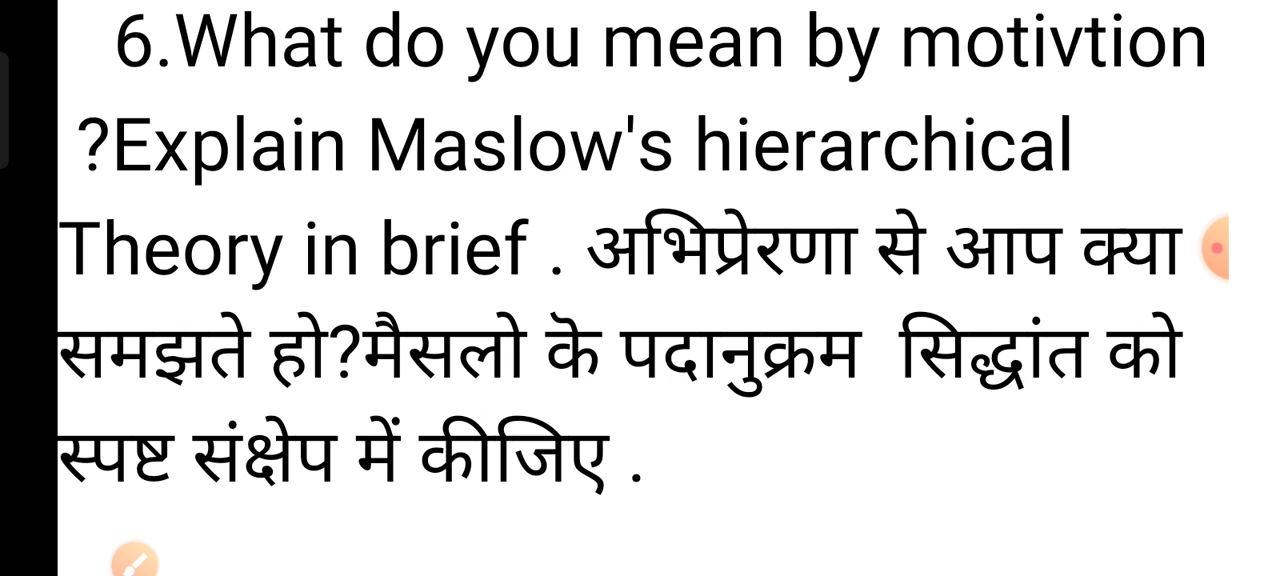 6.What do you mean by motivtion
?Explain Maslow's hierarchical
Theory in brief . अभिप्रेरणा से आप क्या
समझते हो?मैसलो कॆ पदानुक्रम सिद्धांत को
स्पष्ट संक्षेप में कीजिए .